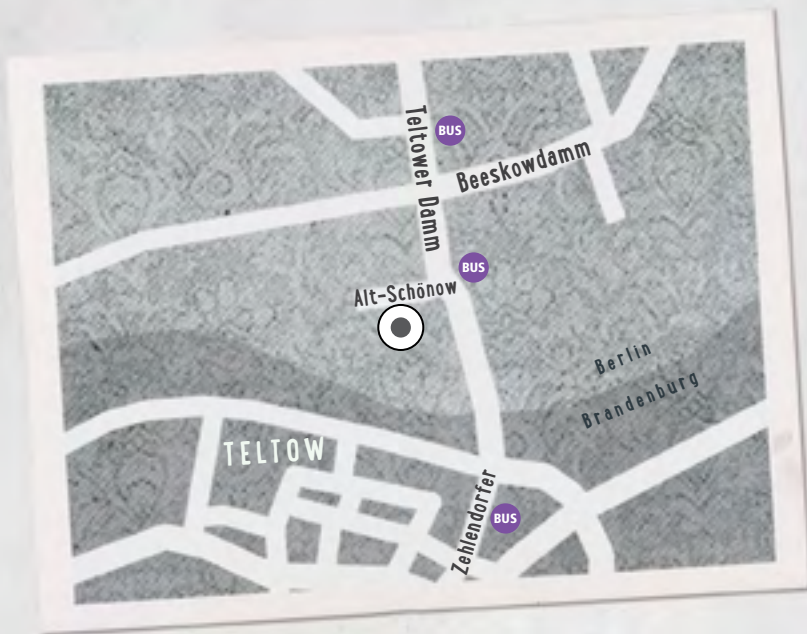 Teltower Damm
BUS
Beeskowdamm
BUS
Alt-Schönow
Berlin
Brandenburg
TELTOW
Zehlendorfer
BUS